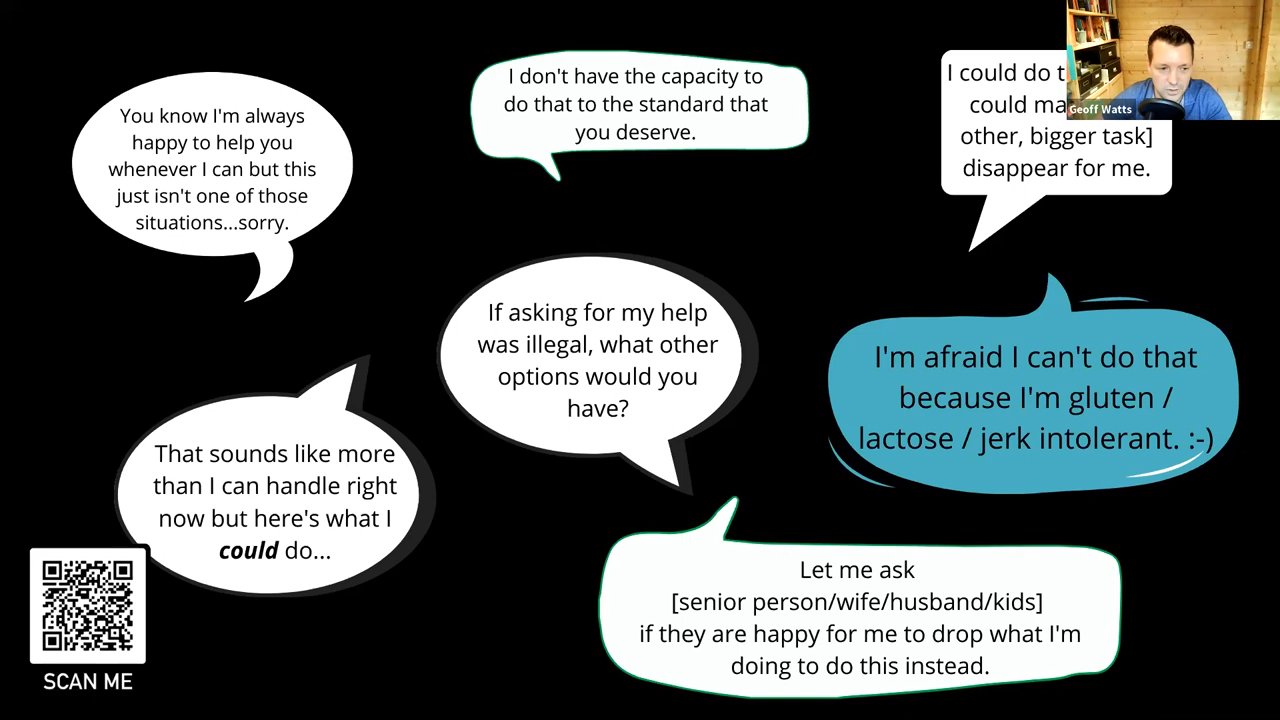 You know I'm always
happy to help you
whenever I can but this
just isn't one of those
situations...sorry.
I don't have the capacity to
do that to the standard that
you deserve.
I could do t
could ma
other, bigger task]
disappear for me.
Geoff Watts
If asking for my help
was illegal, what other
options would you
have?
I'm afraid I can't do that
because I'm gluten /
lactose / jerk intolerant. :-)
That sounds like more
than I can handle right
now but here's what I
could do...
Let me ask
[senior person/wife/husband/kids]
if they are happy for me to drop what I'm
doing to do this instead.
SCAN ME